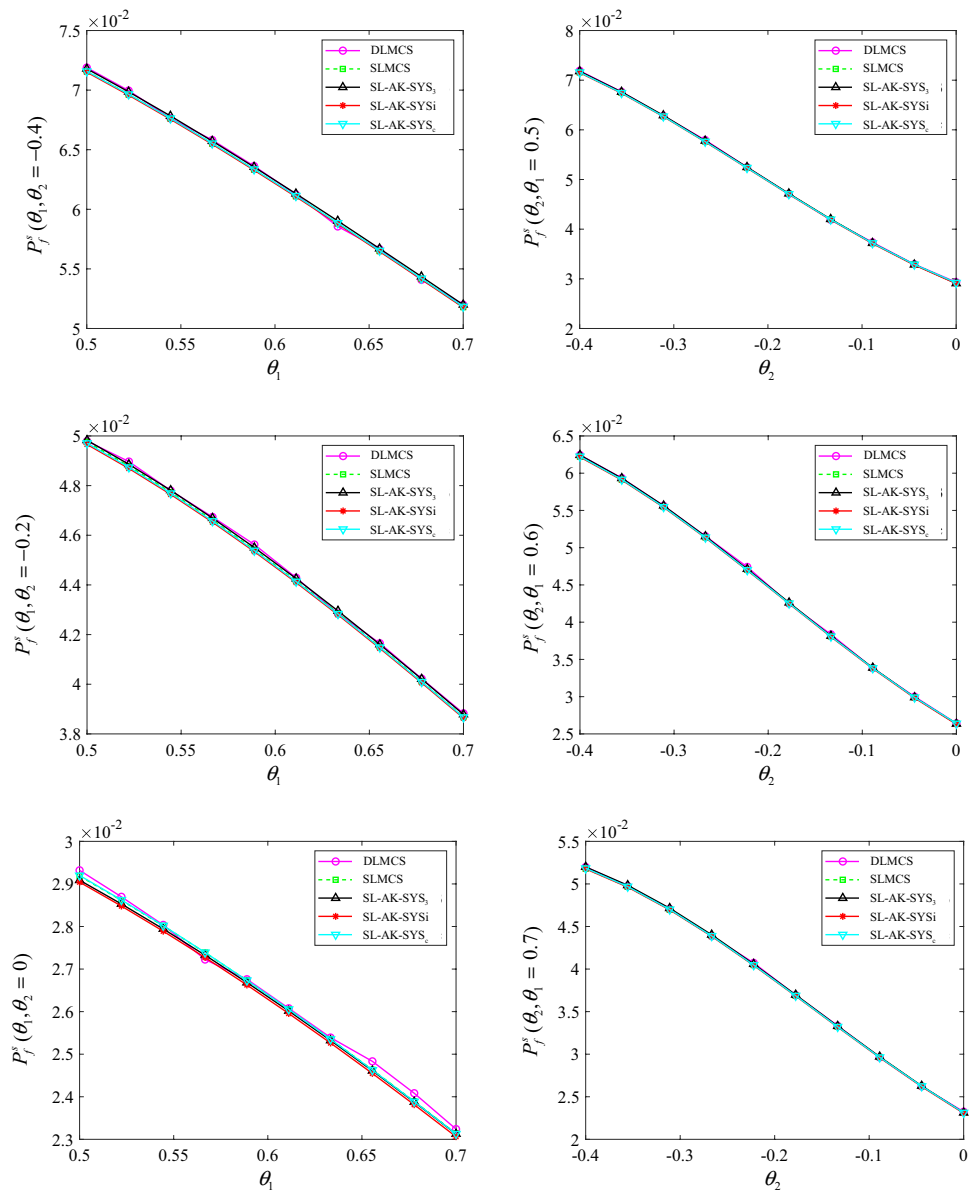 ×10⁻²
7.5
7
6.5
6
5.5
5
0.5 0.55 0.6 0.65 0.7
θ₁
Pfˢ (θ₁, θ₂ = −0.4)
DLMCS
SLMCS
SL-AK-SYS₃
SL-AK-SYSi
SL-AK-SYSc
×10⁻²
8
7
6
5
4
3
2
-0.4 -0.3 -0.2 -0.1 0
θ₂
Pfˢ (θ₂, θ₁ = 0.5)
DLMCS
SLMCS
SL-AK-SYS₃
SL-AK-SYSi
SL-AK-SYSc
×10⁻²
5
4.8
4.6
4.4
4.2
4
3.8
0.5 0.55 0.6 0.65 0.7
θ₁
Pfˢ (θ₁, θ₂ = −0.2)
DLMCS
SLMCS
SL-AK-SYS₃
SL-AK-SYSi
SL-AK-SYSc
×10⁻²
6.5
6
5.5
5
4.5
4
3.5
3
2.5
-0.4 -0.3 -0.2 -0.1 0
θ₂
Pfˢ (θ₂, θ₁ = 0.6)
DLMCS
SLMCS
SL-AK-SYS₃
SL-AK-SYSi
SL-AK-SYSc
×10⁻²
3
2.9
2.8
2.7
2.6
2.5
2.4
2.3
0.5 0.55 0.6 0.65 0.7
θ₁
Pfˢ (θ₁, θ₂ = 0)
DLMCS
SLMCS
SL-AK-SYS₃
SL-AK-SYSi
SL-AK-SYSc
×10⁻²
5.5
5
4.5
4
3.5
3
2.5
2
-0.4 -0.3 -0.2 -0.1 0
θ₂
Pfˢ (θ₂, θ₁ = 0.7)
DLMCS
SLMCS
SL-AK-SYS₃
SL-AK-SYSi
SL-AK-SYSc